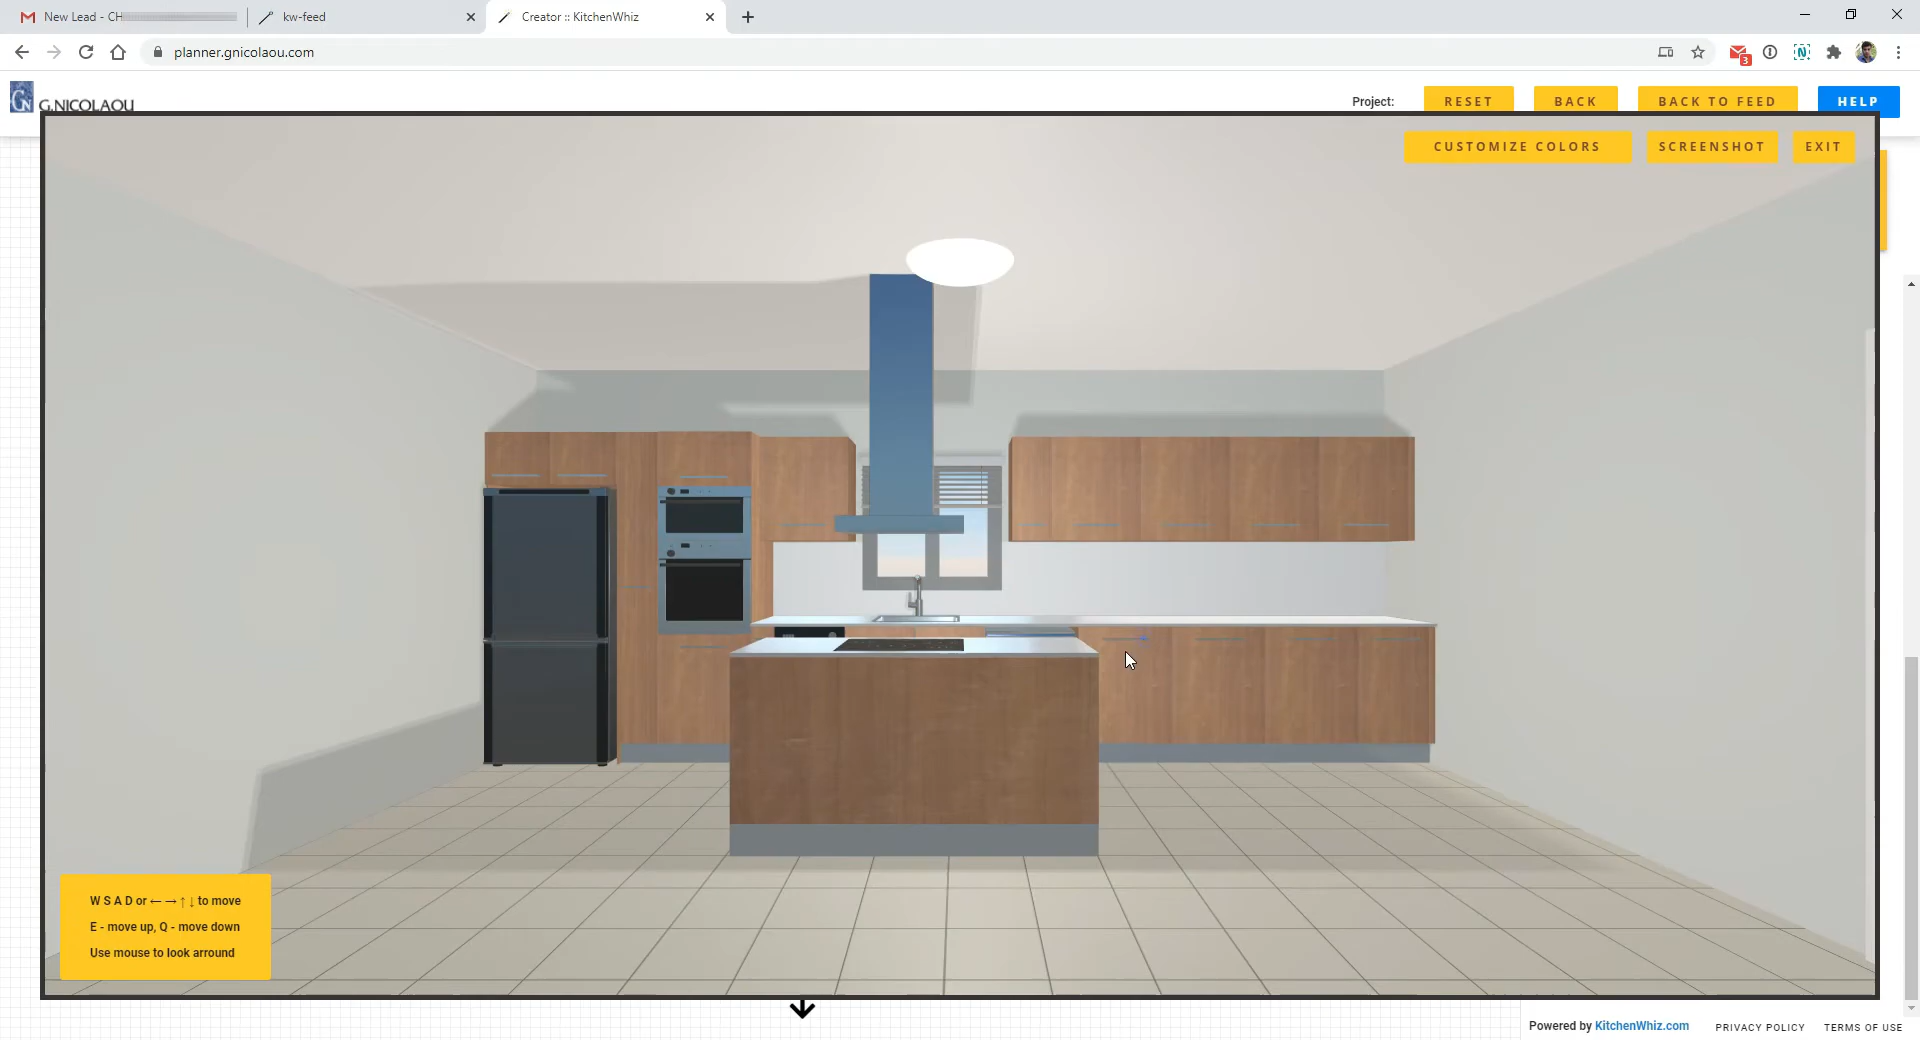 New Lead - CH
kw-feed
Creator :: KitchenWhiz
planner.gnicolaou.com
3
N
GN
G.NICOLAOU
Project:
RESET
BACK
BACK TO FEED
HELP
CUSTOMIZE COLORS
SCREENSHOT
EXIT
W S A D or ← → ↑ ↓ to move
E - move up, Q - move down
Use mouse to look arround
Powered by KitchenWhiz.com
PRIVACY POLICY
TERMS OF USE